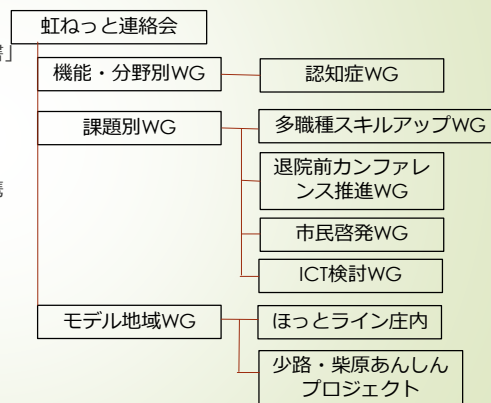 虹ねっと連絡会
機能・分野別WG
認知症WG
課題別WG
多職種スキルアップWG
退院前カンファレ
ンス推進WG
市民啓発WG
ICT検討WG
モデル地域WG
ほっとライン庄内
少路・柴原あんしん
プロジェクト